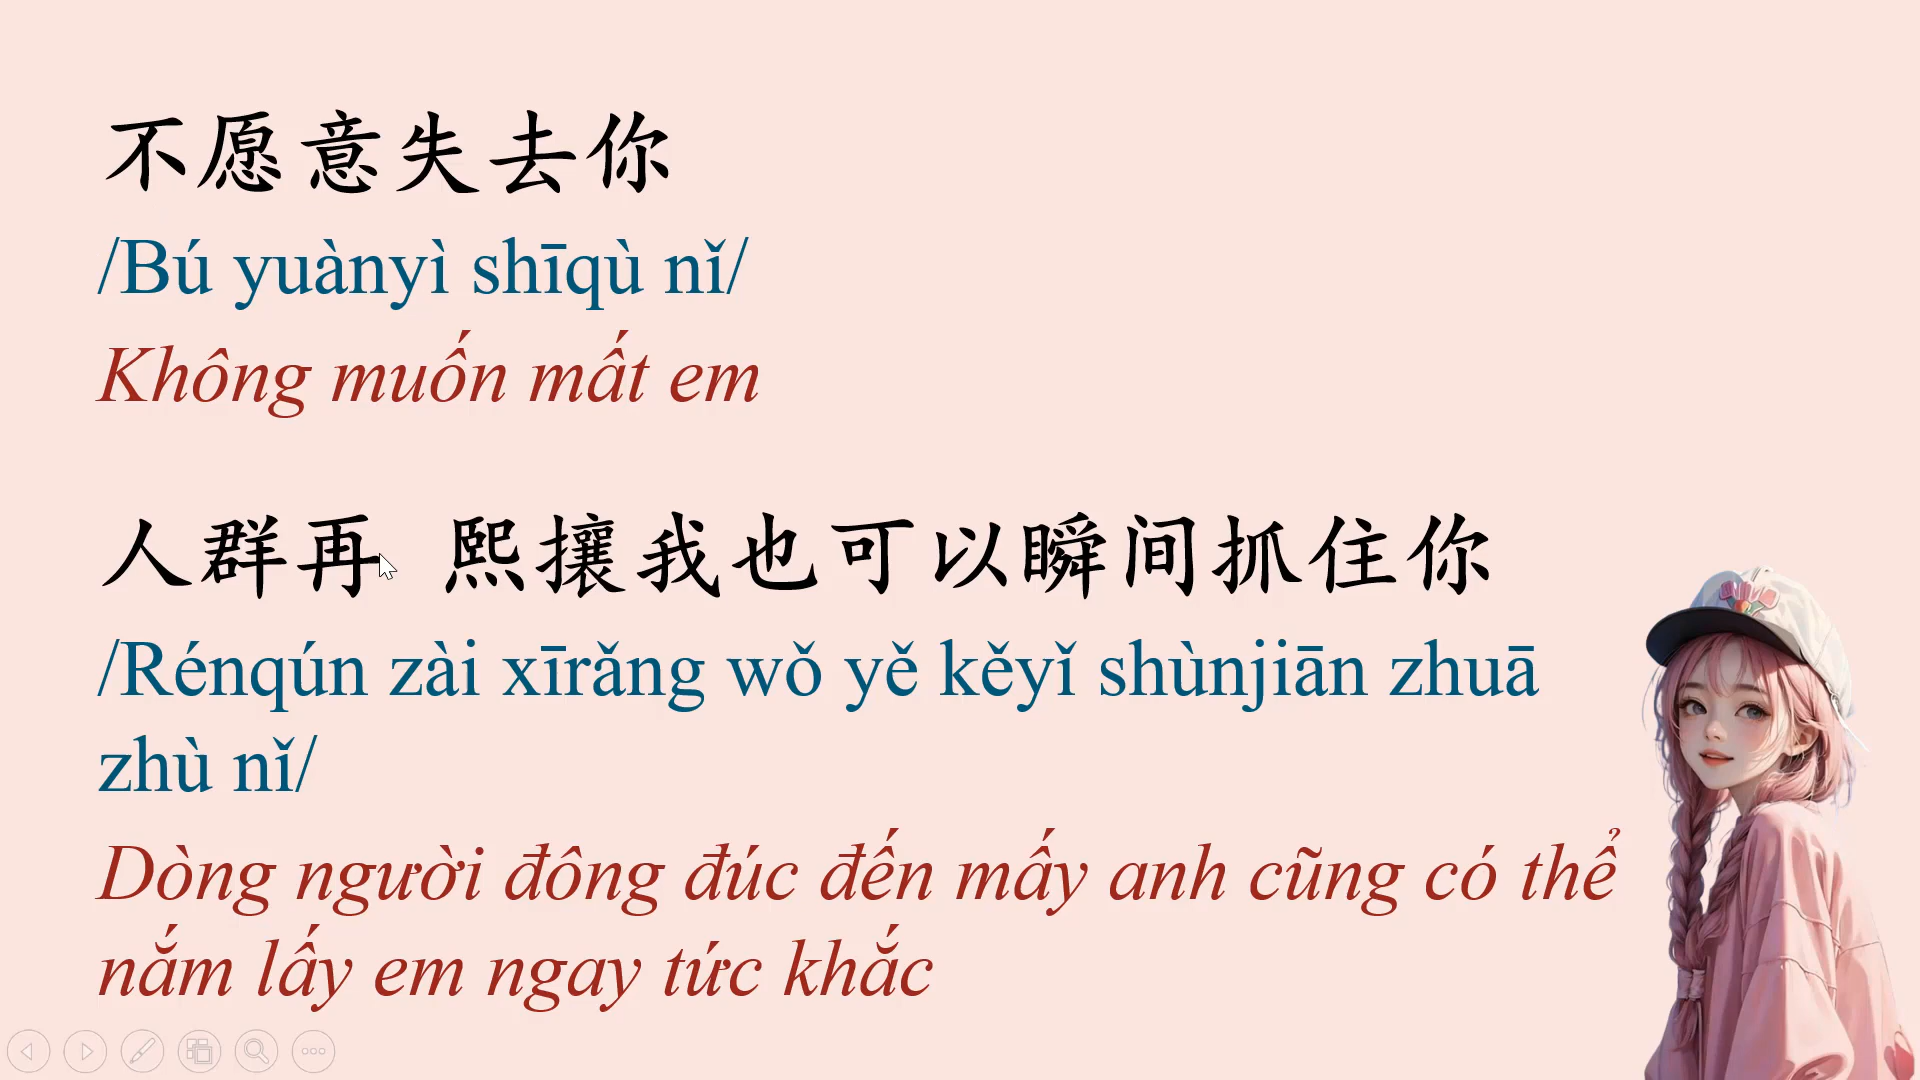 不愿意失去你
/Bú yuànyì shīqù nǐ/
Không muốn mất em
人群再 熙攘我也可以瞬间抓住你
/Rénqún zài xīrǎng wǒ yě kěyǐ shùnjiān zhuā
zhù nǐ/
Dòng người đông đúc đến mấy anh cũng có thể
nắm lấy em ngay tức khắc